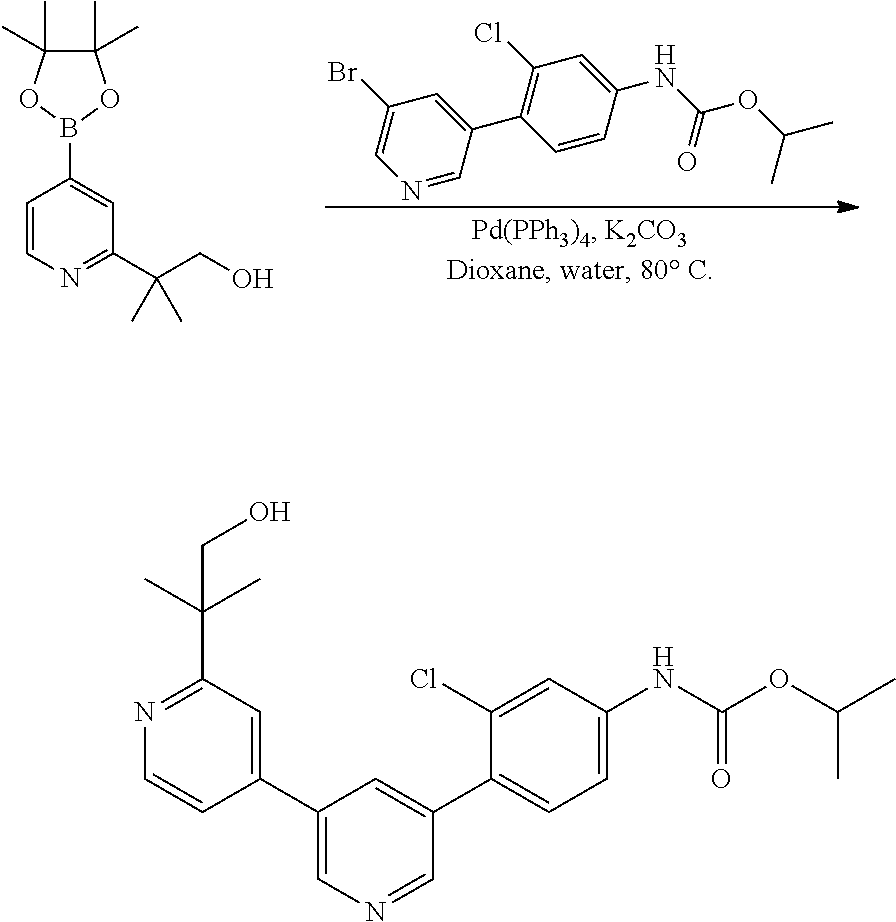 Cl
H
N
Br
O
O
O
B
O
N
Pd(PPh3)4, K2CO3
N
OH
Dioxane, water, 80° C.
OH
H
Cl
N
O
N
O
N